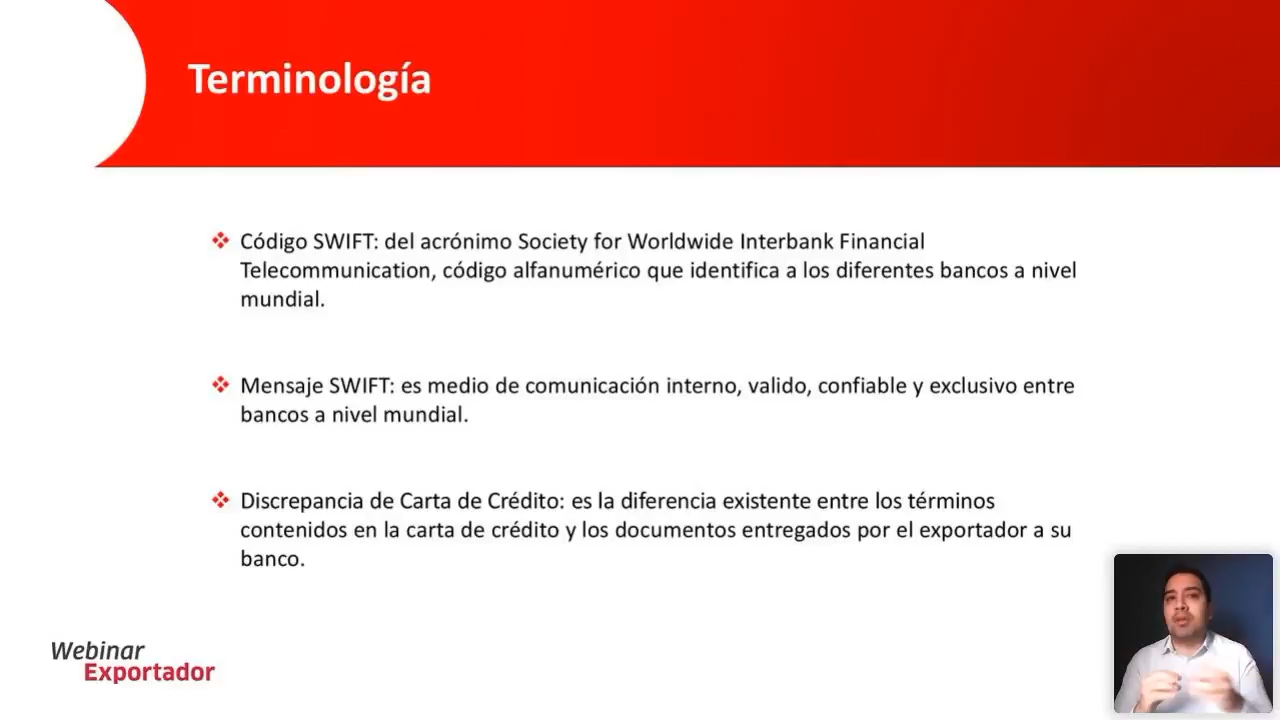 Terminología
Código SWIFT: del acrónimo Society for Worldwide Interbank Financial
Telecommunication, código alfanumérico que identifica a los diferentes bancos a nivel
mundial.
Mensaje SWIFT: es medio de comunicación interno, valido, confiable y exclusivo entre
bancos a nivel mundial.
Discrepancia de Carta de Crédito: es la diferencia existente entre los términos
contenidos en la carta de crédito y los documentos entregados por el exportador a su
banco.
Webinar
Exportador